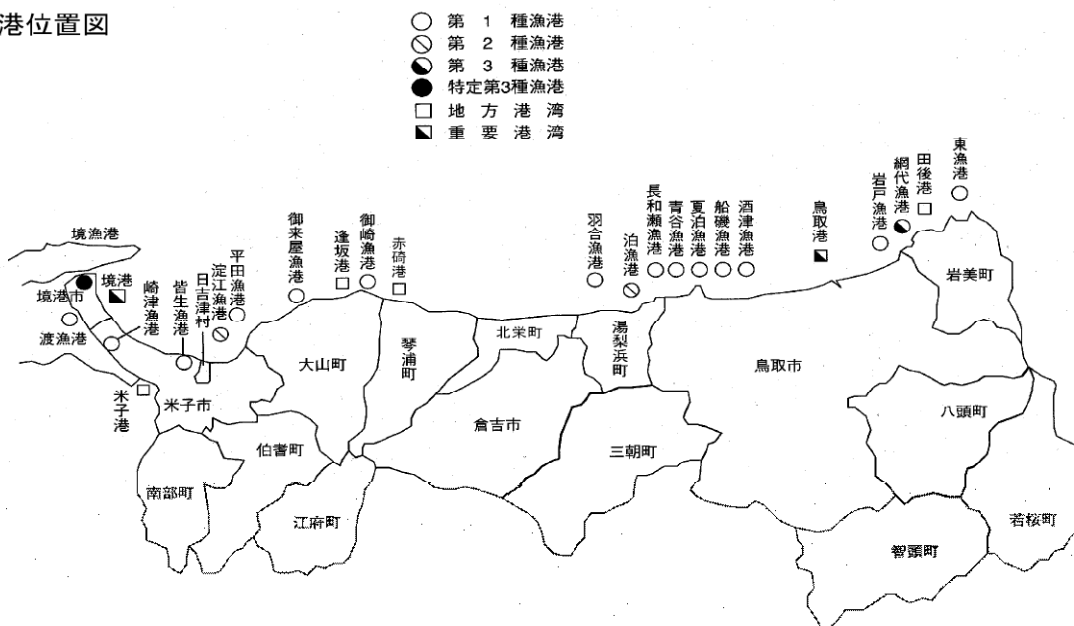 港位置図
第 1 種漁港
第 2 種漁港
第 3 種漁港
特定第3種漁港
地方港湾
重要港湾
境漁港
境港
境港市
渡漁港
崎津漁港
皆生漁港
日吉津村
淀江漁港
平田漁港
米子港
米子市
御来屋漁港
逢坂港
御崎漁港
赤碕港
羽合漁港
泊漁港
長和瀬漁港
青谷漁港
夏泊漁港
船磯漁港
酒津漁港
鳥取港
岩戸漁港
網代漁港
田後港
東漁港
大山町
琴浦町
北栄町
湯梨浜町
鳥取市
岩美町
八頭町
倉吉市
三朝町
伯耆町
南部町
江府町
智頭町
若桜町